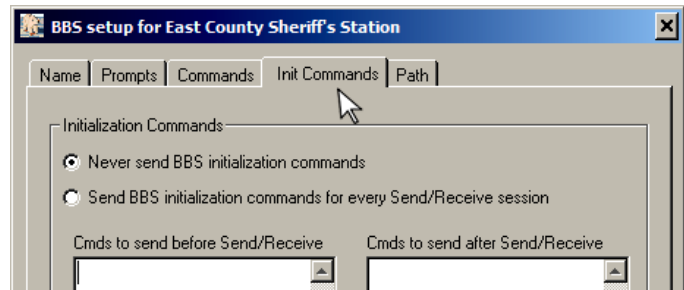 BBS setup for East County Sheriff's Station
Name Prompts Commands Init Commands Path
Initialization Commands
Never send BBS initialization commands
Send BBS initialization commands for every Send/Receive session
Cmds to send before Send/Receive Cmds to send after Send/Receive